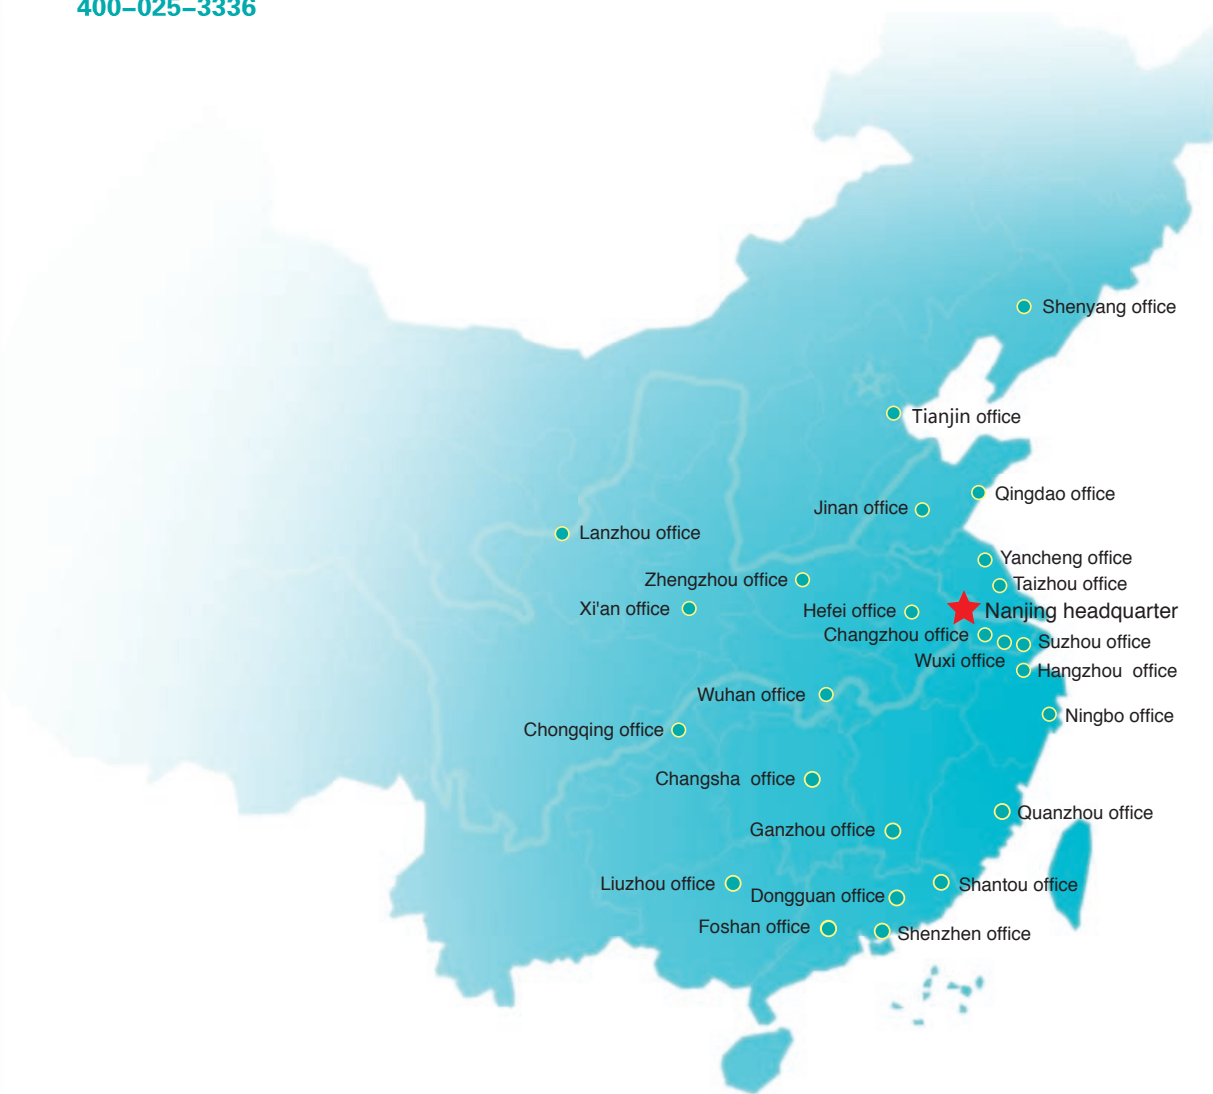 400-025-3336
Shenyang office
Tianjin office
Qingdao office
Jinan office
Lanzhou office
Yancheng office
Zhengzhou office
Taizhou office
Xi'an office
Hefei office
Nanjing headquarter
Changzhou office
Suzhou office
Wuxi office
Hangzhou office
Wuhan office
Ningbo office
Chongqing office
Changsha office
Quanzhou office
Ganzhou office
Liuzhou office
Shantou office
Dongguan office
Foshan office
Shenzhen office